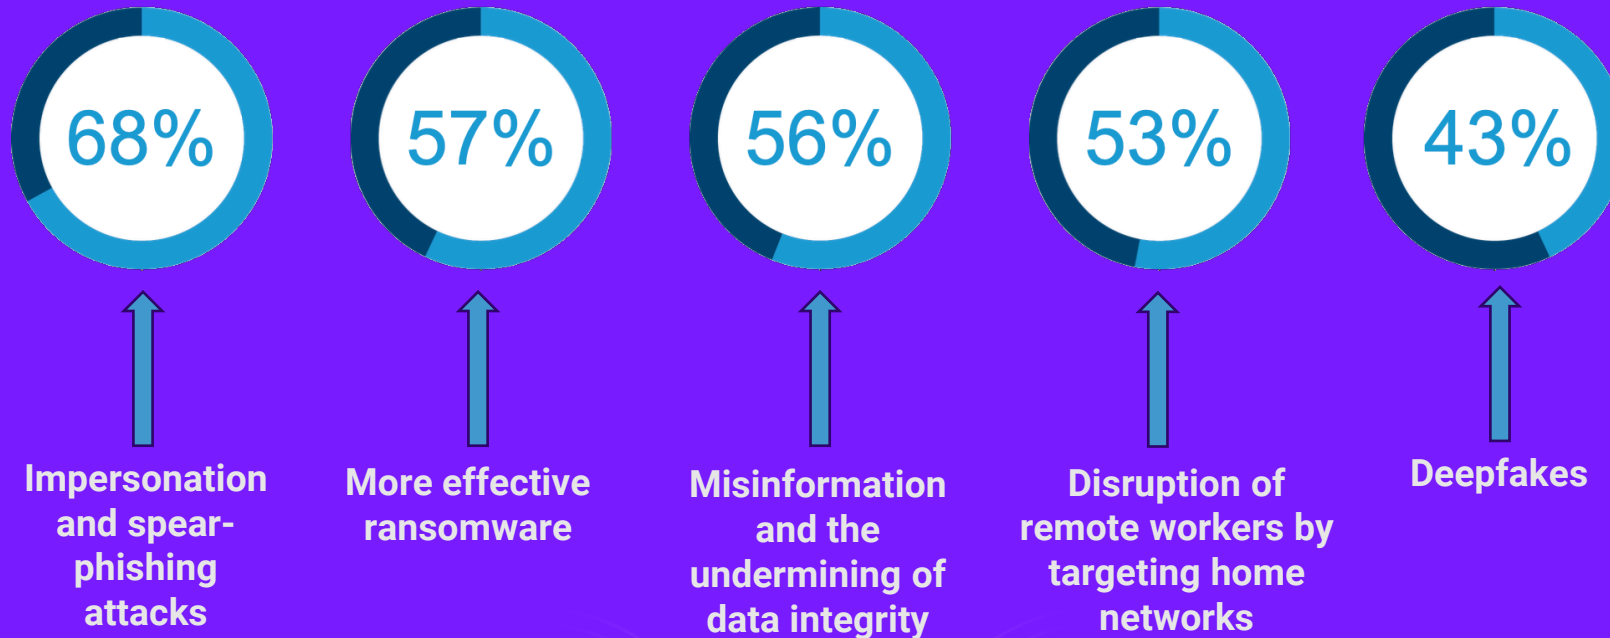 68%
57%
56%
53%
43%
Impersonation
and spear-
phishing
attacks
More effective
ransomware
Misinformation
and the
undermining of
data integrity
Disruption of
remote workers by
targeting home
networks
Deepfakes